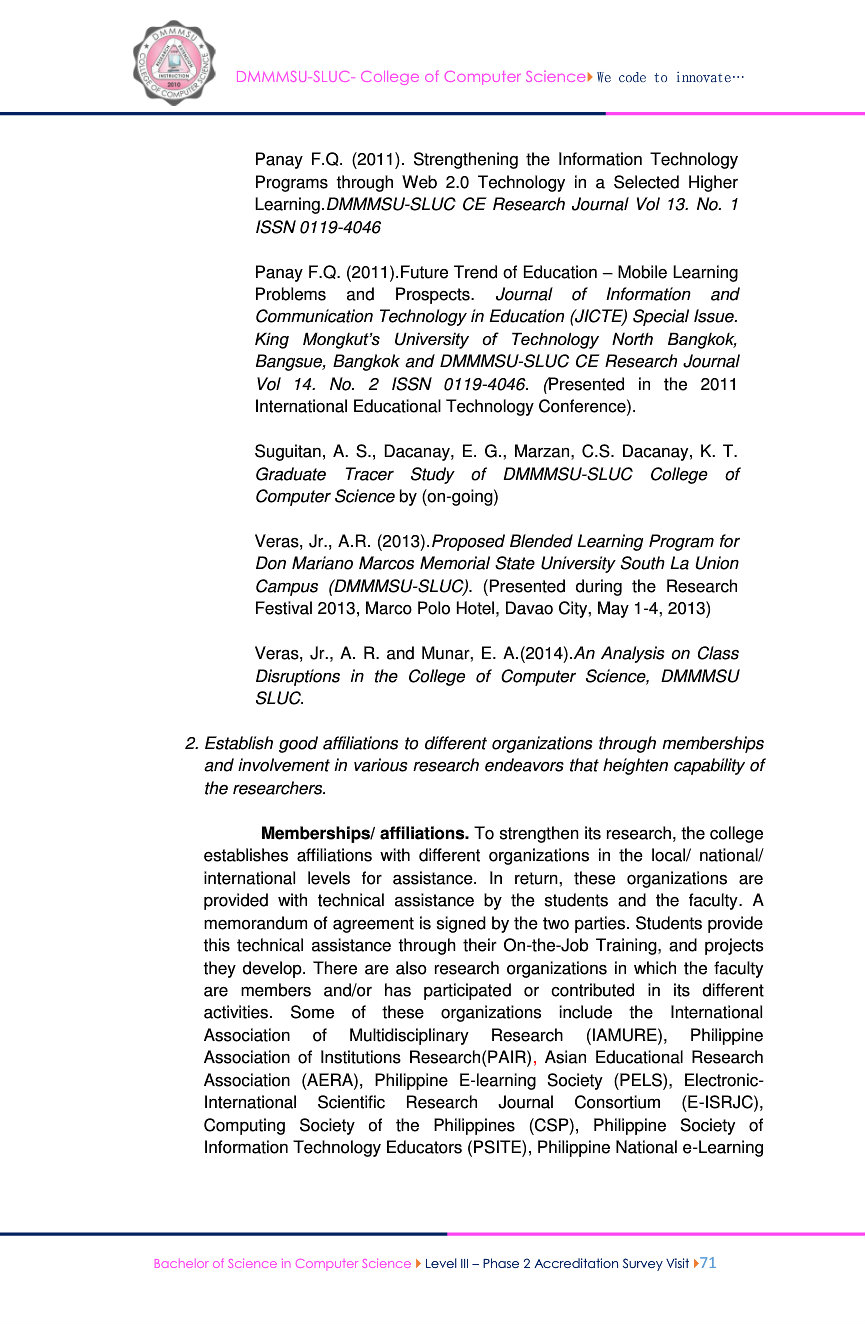 DMMMSU
COLLEGE OF COMPUTER SCIENCE
RESEARCH
EXTENSION
INSTRUCTION
2010
DMMMSU-SLUC- College of Computer Science We code to innovate…
Panay F.Q. (2011). Strengthening the Information Technology
Programs through Web 2.0 Technology in a Selected Higher
Learning.DMMMSU-SLUC CE Research Journal Vol 13. No. 1
ISSN 0119-4046
Panay F.Q. (2011).Future Trend of Education – Mobile Learning
Problems and Prospects. Journal of Information and
Communication Technology in Education (JICTE) Special Issue.
King Mongkut’s University of Technology North Bangkok,
Bangsue, Bangkok and DMMMSU-SLUC CE Research Journal
Vol 14. No. 2 ISSN 0119-4046. (Presented in the 2011
International Educational Technology Conference).
Suguitan, A. S., Dacanay, E. G., Marzan, C.S. Dacanay, K. T.
Graduate Tracer Study of DMMMSU-SLUC College of
Computer Science by (on-going)
Veras, Jr., A.R. (2013).Proposed Blended Learning Program for
Don Mariano Marcos Memorial State University South La Union
Campus (DMMMSU-SLUC). (Presented during the Research
Festival 2013, Marco Polo Hotel, Davao City, May 1-4, 2013)
Veras, Jr., A. R. and Munar, E. A.(2014).An Analysis on Class
Disruptions in the College of Computer Science, DMMMSU
SLUC.
2. Establish good affiliations to different organizations through memberships
and involvement in various research endeavors that heighten capability of
the researchers.
Memberships/ affiliations. To strengthen its research, the college
establishes affiliations with different organizations in the local/ national/
international levels for assistance. In return, these organizations are
provided with technical assistance by the students and the faculty. A
memorandum of agreement is signed by the two parties. Students provide
this technical assistance through their On-the-Job Training, and projects
they develop. There are also research organizations in which the faculty
are members and/or has participated or contributed in its different
activities. Some of these organizations include the International
Association of Multidisciplinary Research (IAMURE), Philippine
Association of Institutions Research(PAIR), Asian Educational Research
Association (AERA), Philippine E-learning Society (PELS), Electronic-
International Scientific Research Journal Consortium (E-ISRJC),
Computing Society of the Philippines (CSP), Philippine Society of
Information Technology Educators (PSITE), Philippine National e-Learning
Bachelor of Science in Computer Science Level III – Phase 2 Accreditation Survey Visit 71